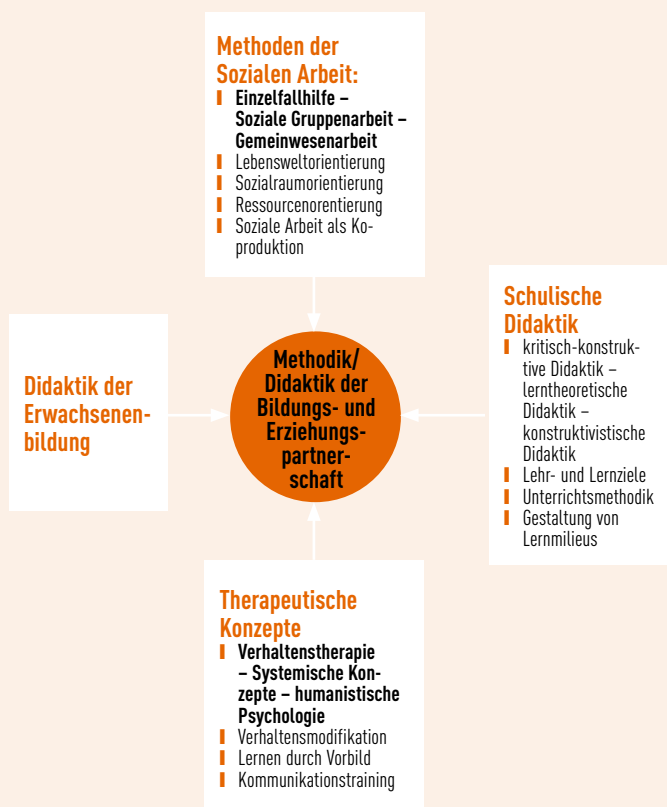 Methoden der
Sozialen Arbeit:
Einzelfallhilfe –
Soziale Gruppenarbeit –
Gemeinwesenarbeit
Lebensweltorientierung
Sozialraumorientierung
Ressourcenorentierung
Soziale Arbeit als Ko-
produktion
Didaktik der
Erwachsenen-
bildung
Methodik/
Didaktik der
Bildungs- und
Erziehungs-
partner-
schaft
Schulische
Didaktik
kritisch-konstruk-
tive Didaktik –
lerntheoretische
Didaktik –
konstruktivistische
Didaktik
Lehr- und Lernziele
Unterrichtsmethodik
Gestaltung von
Lernmilieus
Therapeutische
Konzepte
Verhaltenstherapie
– Systemische Kon-
zepte – humanistische
Psychologie
Verhaltensmodifikation
Lernen durch Vorbild
Kommunikationstraining